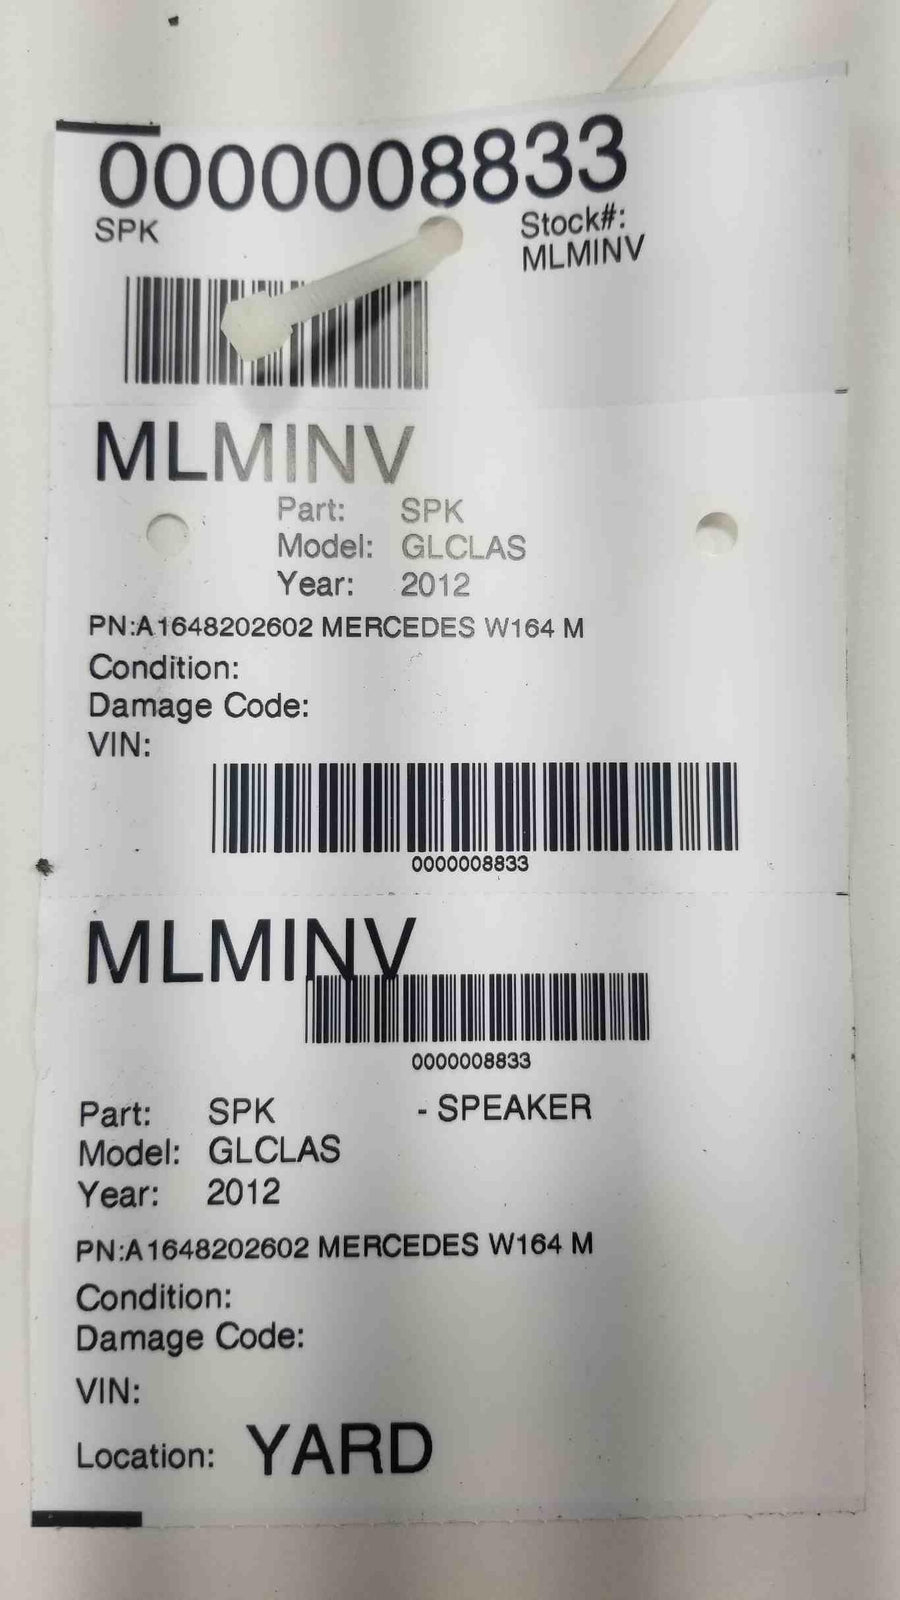 0000008833
SPK
Stock#:
MLMINV
MLMINV
Part: SPK
Model: GLCLAS
Year: 2012
PN:A1648202602 MERCEDES W164 M
Condition:
Damage Code:
VIN:
0000008833
MLMINV
0000008833
Part: SPK - SPEAKER
Model: GLCLAS
Year: 2012
PN:A1648202602 MERCEDES W164 M
Condition:
Damage Code:
VIN:
Location: YARD